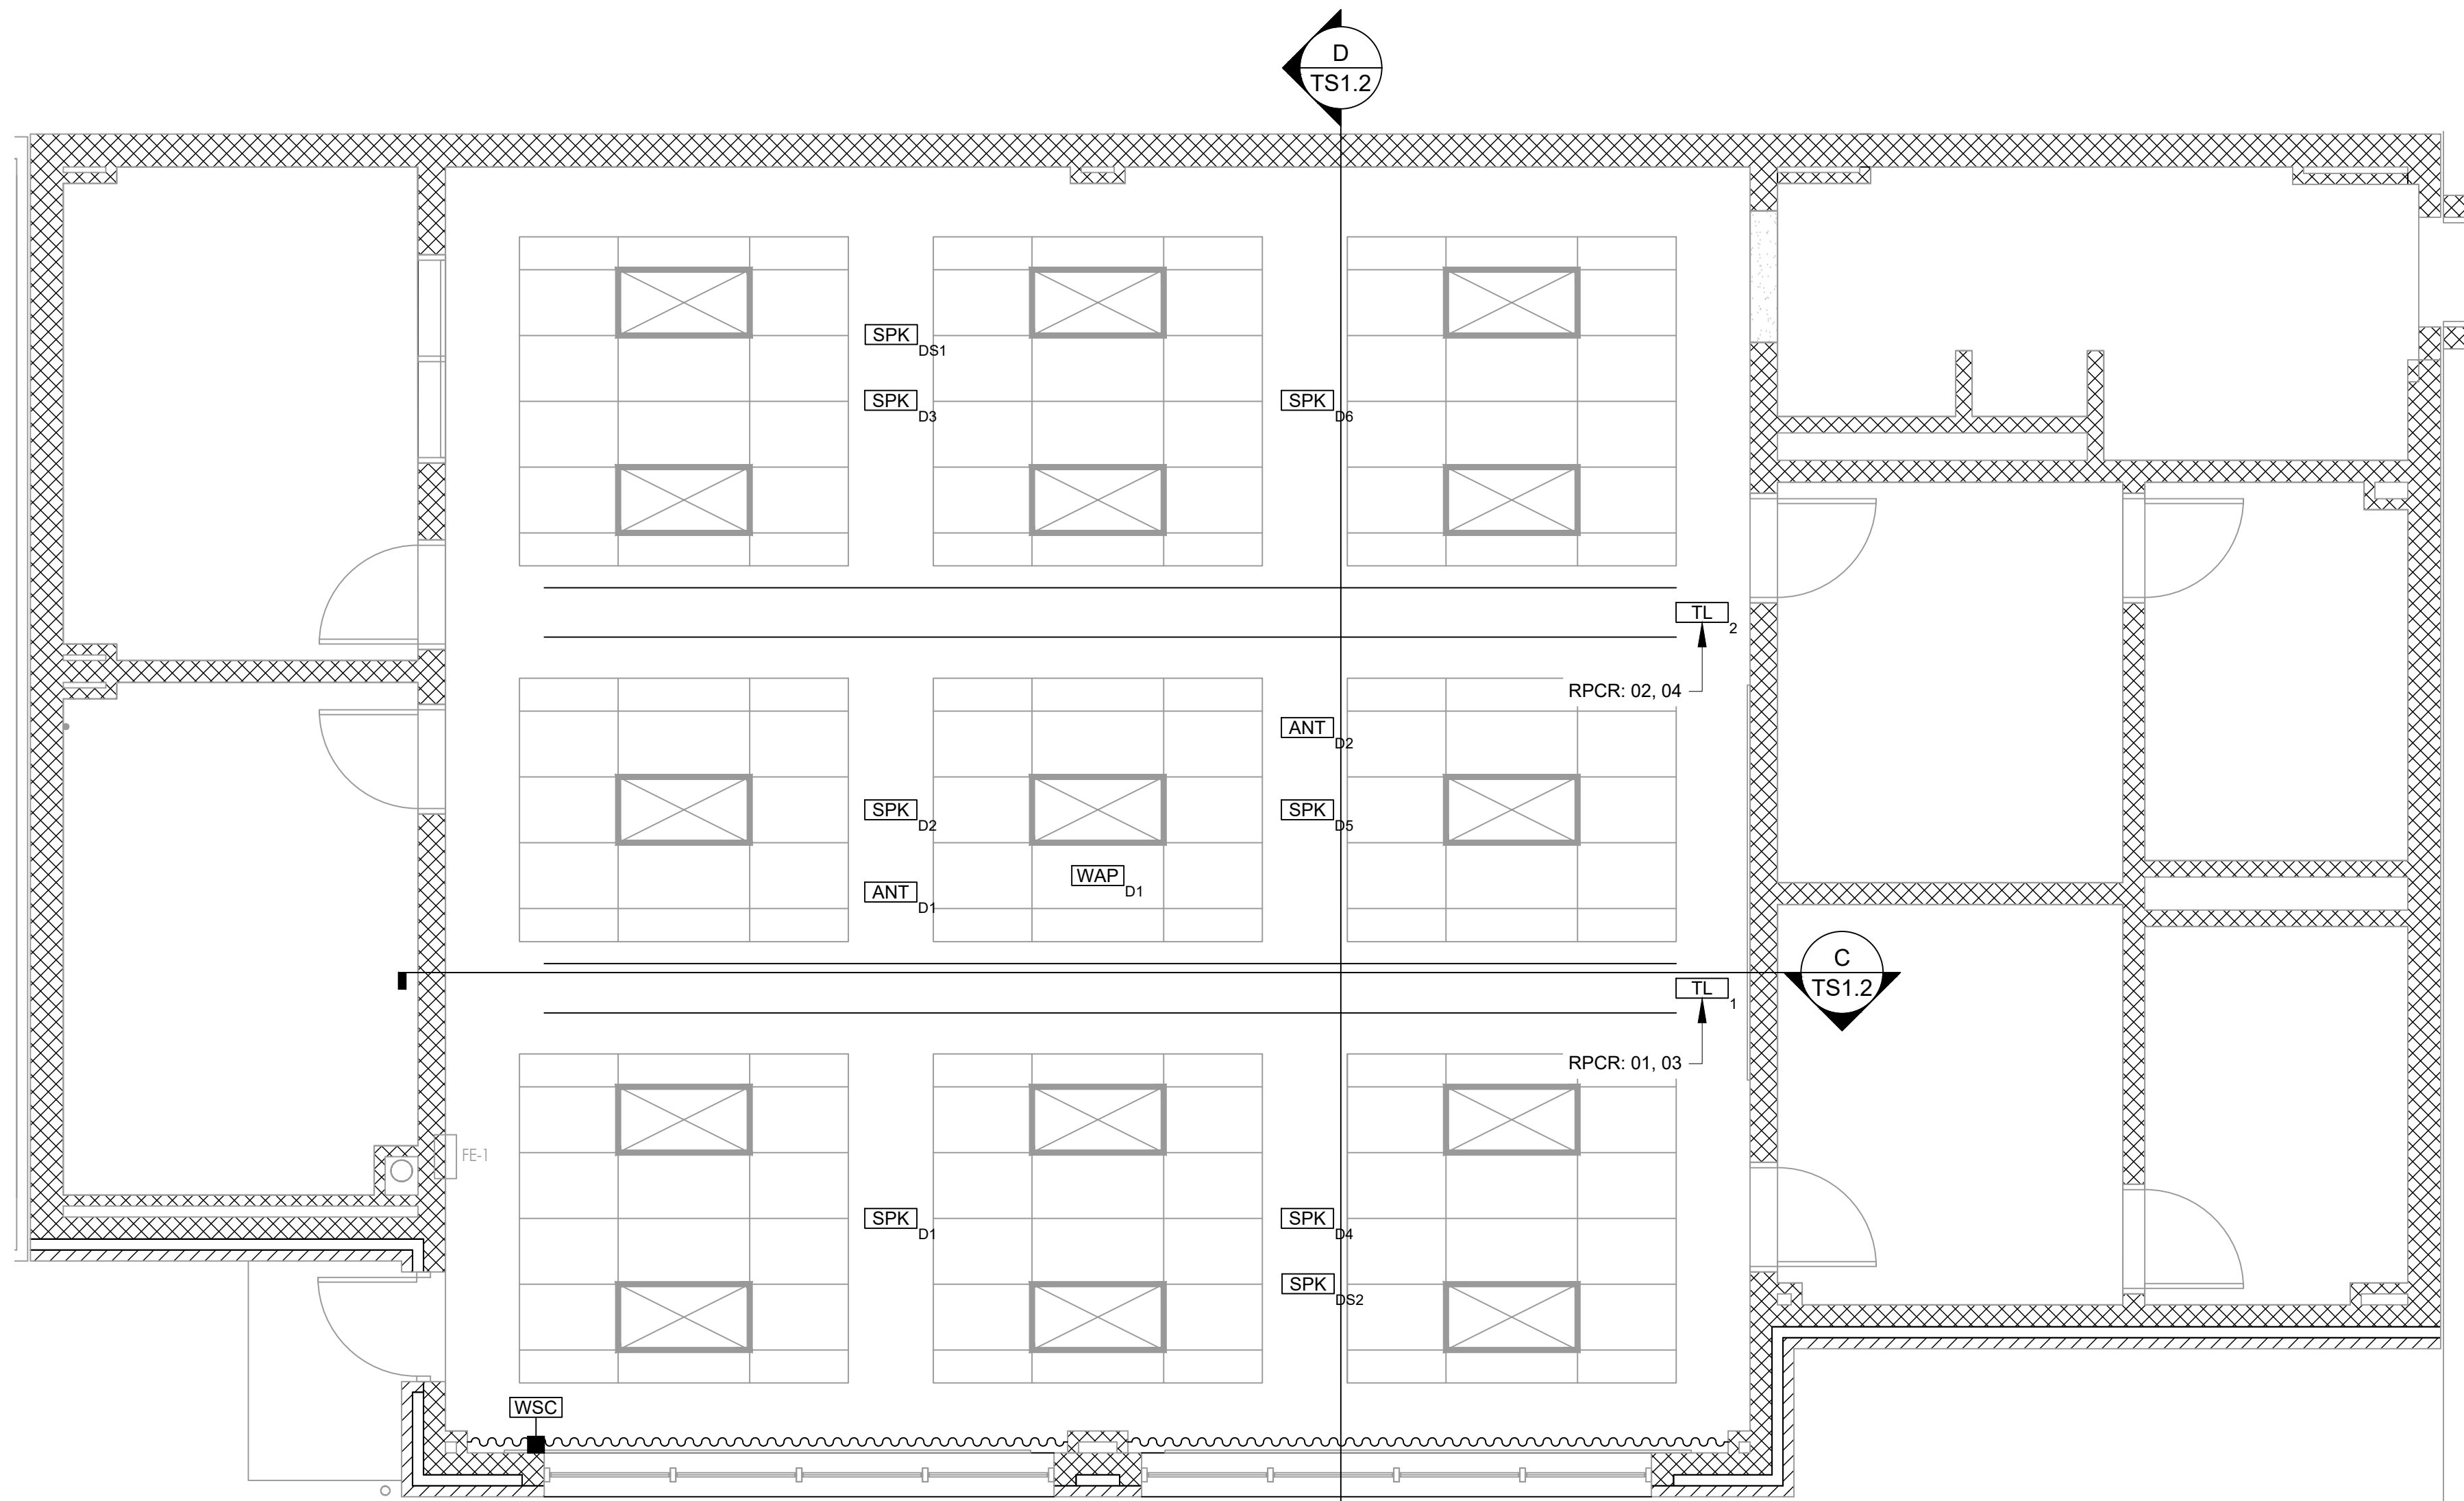 D
TS1.2
SPK
DS1
SPK
D3
SPK
D6
TL
2
RPCR: 02, 04
ANT
D2
SPK
D2
SPK
D5
WAP
D1
ANT
D1
C
TS1.2
TL
1
RPCR: 01, 03
FE-1
SPK
D1
SPK
D4
SPK
DS2
WSC